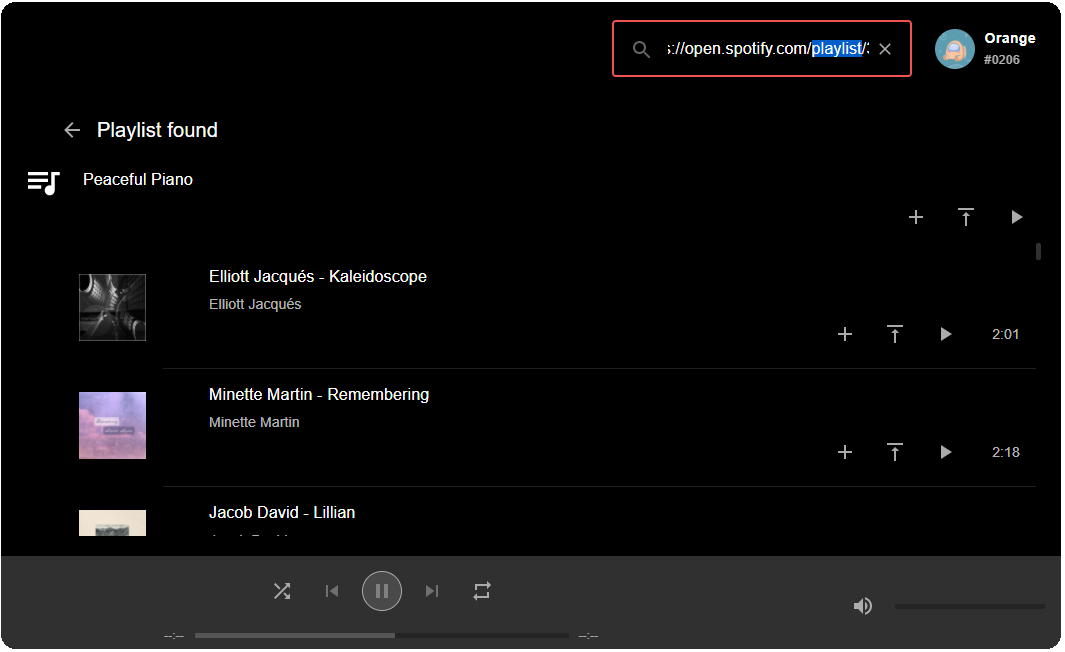 s://open.spotify.com/playlist/
Orange
#0206
Playlist found
Peaceful Piano
Elliott Jacqués - Kaleidoscope
Elliott Jacqués
2:01
Minette Martin - Remembering
Minette Martin
2:18
Jacob David - Lillian
--:--
--:--